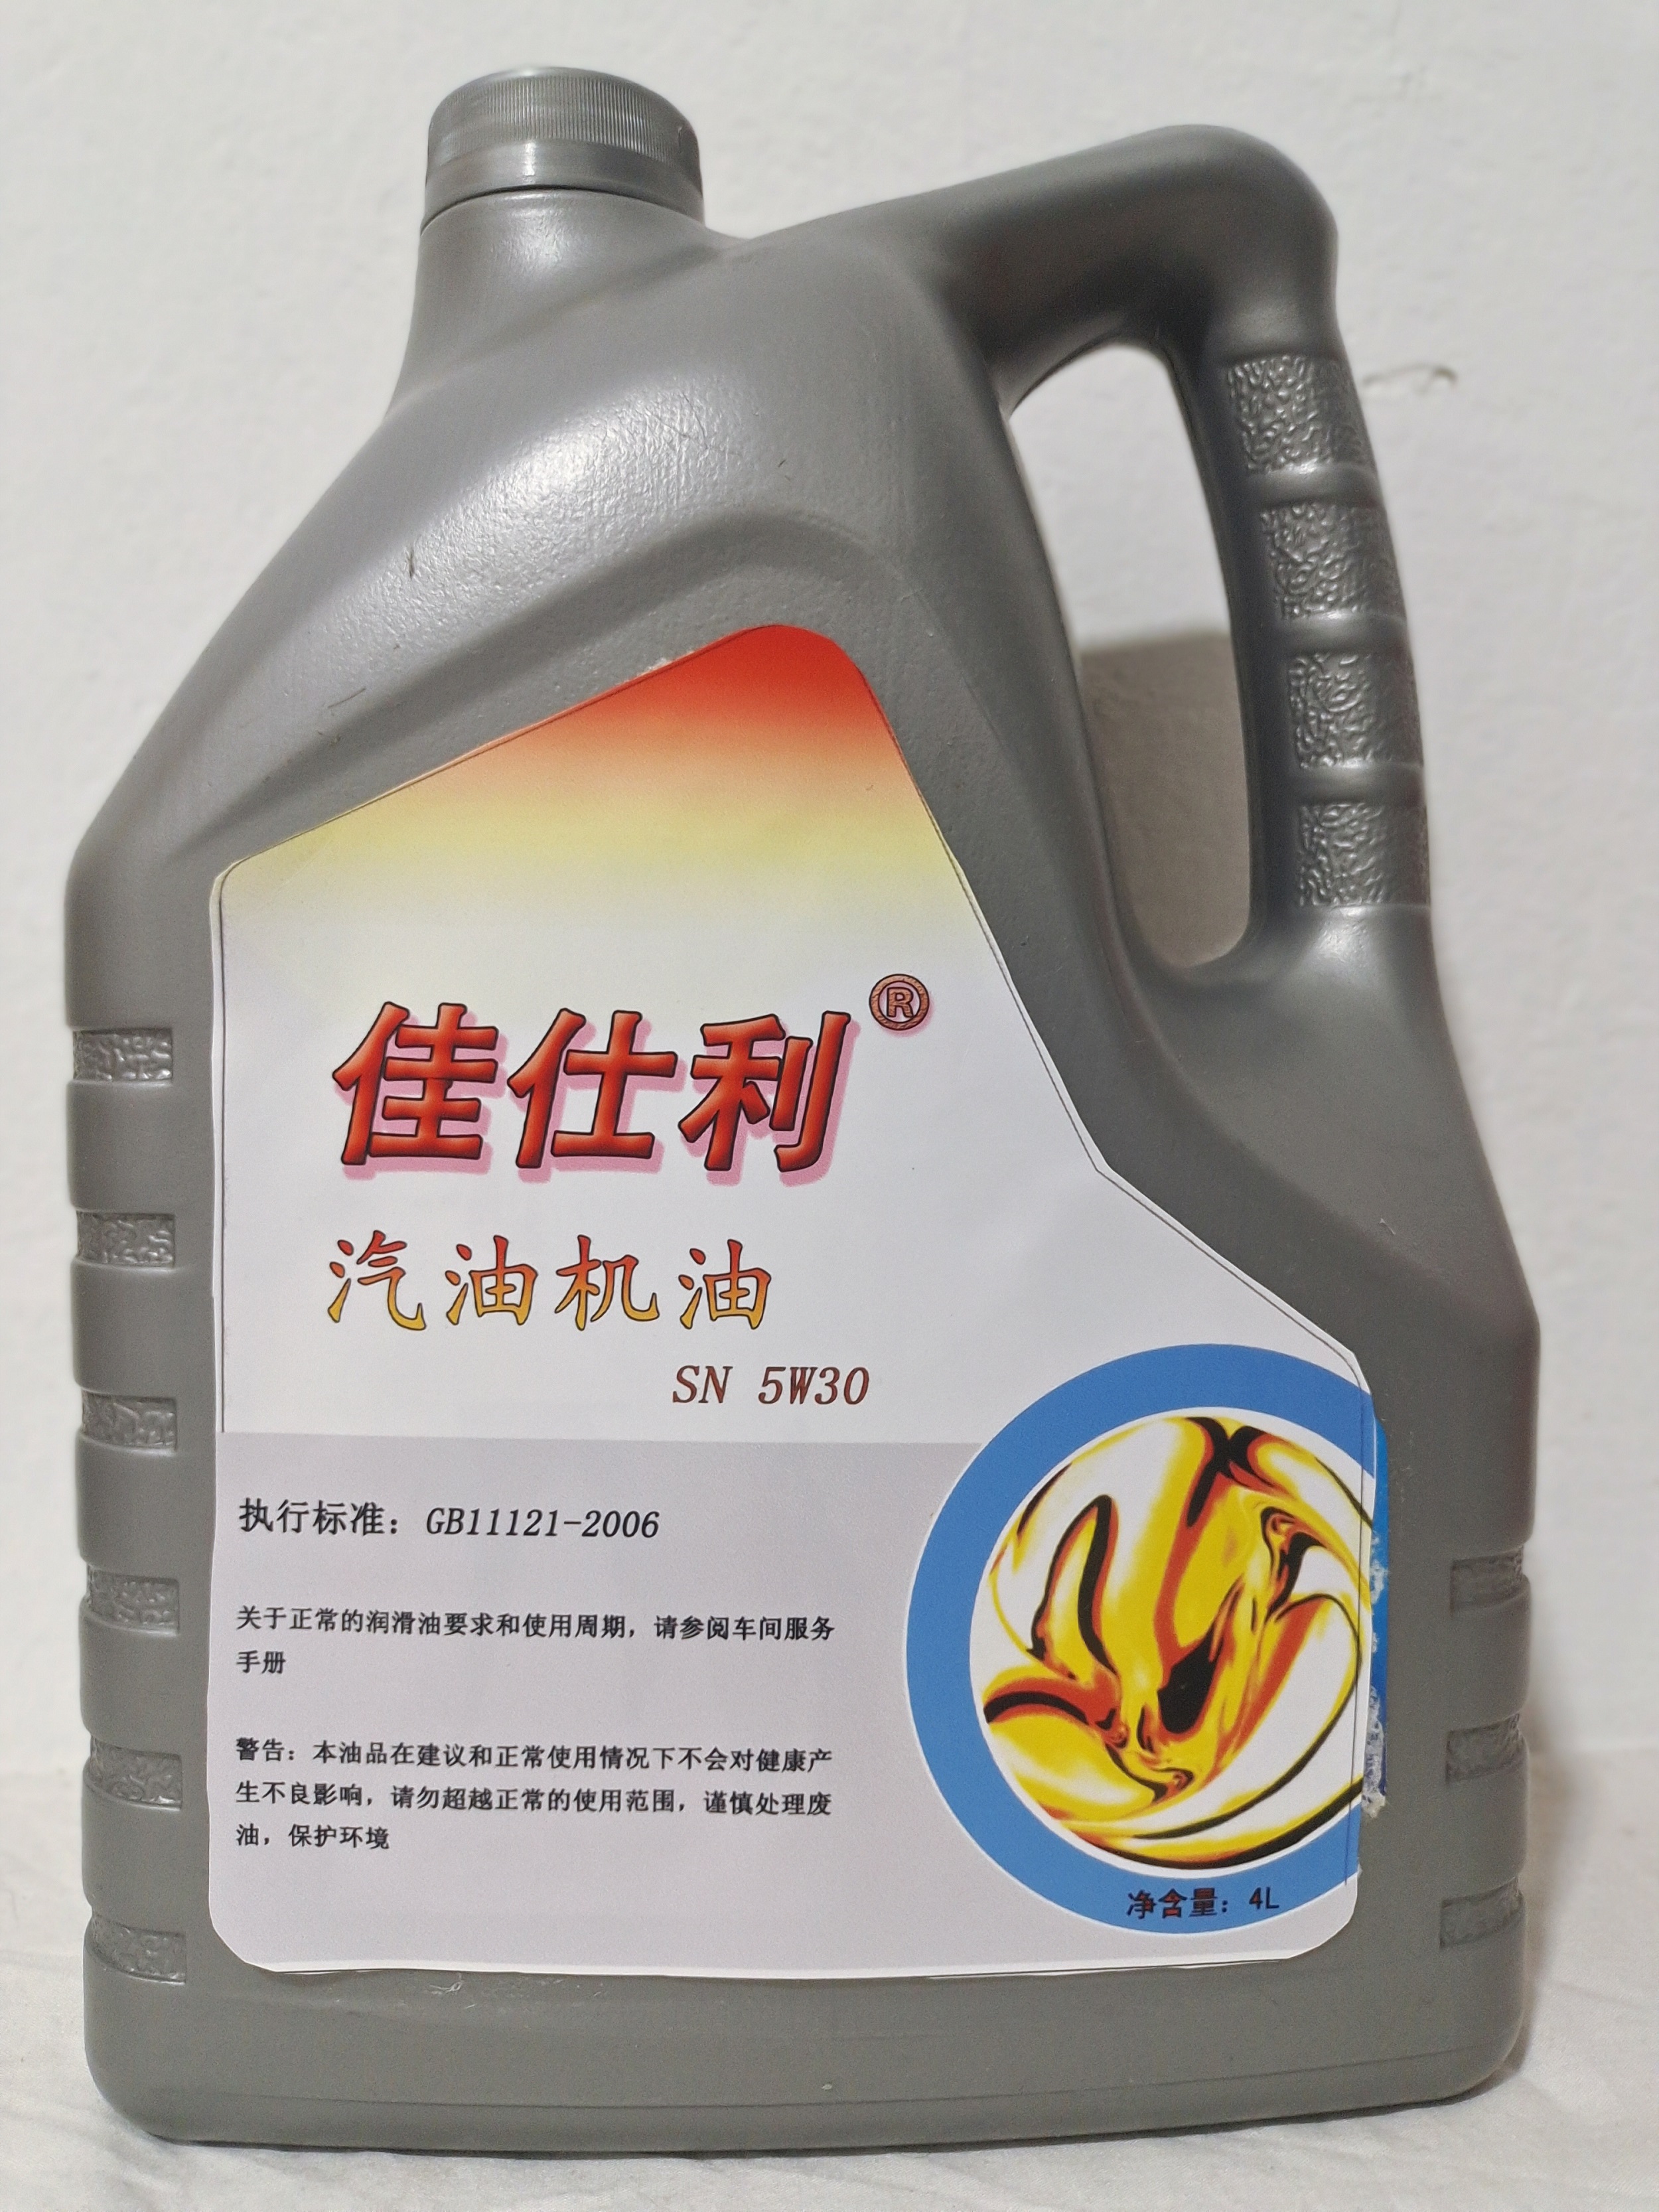 佳仕利®
汽油机油
SN 5W30
执行标准：GB11121-2006
关于正常的润滑油要求和使用周期，请参阅车间服务
手册
警告：本油品在建议和正常使用情况下不会对健康产
生不良影响，请勿超越正常的使用范围，谨慎处理废
油，保护环境
净含量：4L